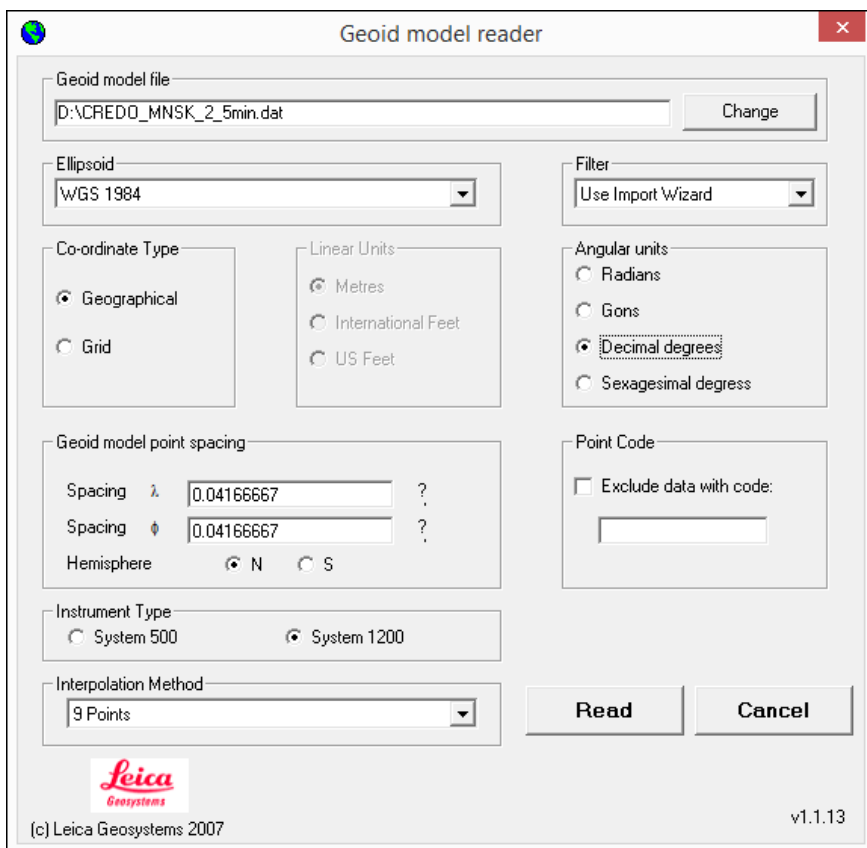 Geoid model reader
Geoid model file
D:\CREDO_MNSK_2_5min.dat
Change
Ellipsoid
WGS 1984
Filter
Use Import Wizard
Co-ordinate Type
Geographical
Grid
Linear Units
Metres
International Feet
US Feet
Angular units
Radians
Gons
Decimal degrees
Sexagesimal degress
Geoid model point spacing
Spacing λ 0.04166667 ?
Spacing ϕ 0.04166667 ?
Hemisphere N S
Point Code
Exclude data with code:
Instrument Type
System 500 System 1200
Interpolation Method
9 Points
Read Cancel
Leica
Geosystems
(c) Leica Geosystems 2007
v1.1.13